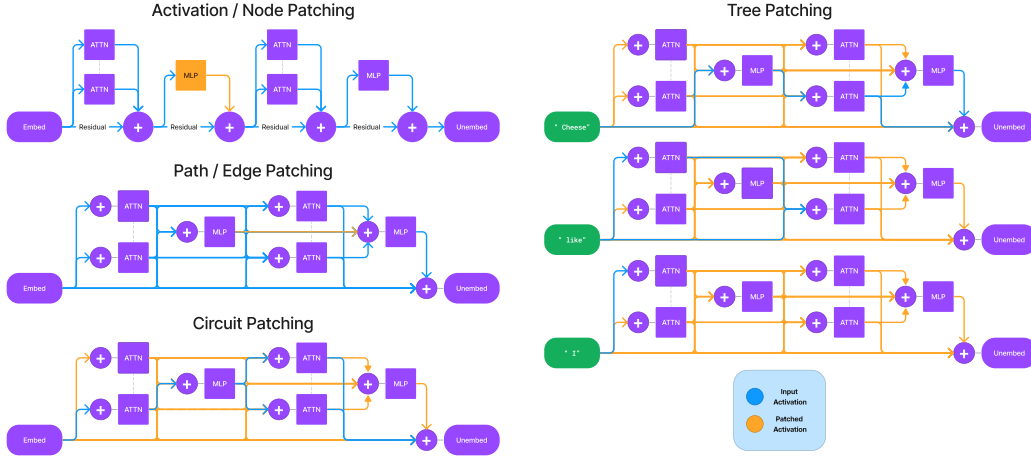 Activation / Node Patching
ATTN
ATTN
MLP
ATTN
ATTN
MLP
Embed
Residual
Residual
Residual
Residual
Unembed
Path / Edge Patching
ATTN
ATTN
MLP
MLP
ATTN
ATTN
Embed
Unembed
Circuit Patching
ATTN
ATTN
MLP
MLP
ATTN
ATTN
Embed
Unembed
Tree Patching
ATTN
ATTN
MLP
MLP
ATTN
ATTN
" Cheese"
Unembed
ATTN
ATTN
MLP
MLP
ATTN
ATTN
" like"
Unembed
ATTN
ATTN
MLP
MLP
ATTN
ATTN
" I"
Unembed
Input
Activation
Patched
Activation